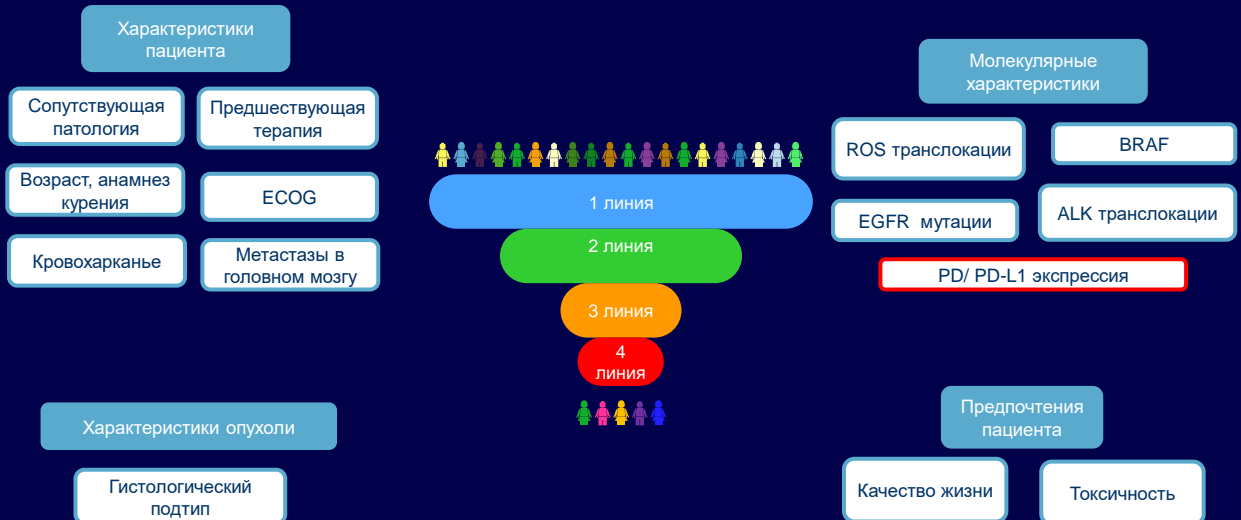 Характеристики
пациента
Сопутствующая
патология
Предшествующая
терапия
Возраст, анамнез
курения
ECOG
Кровохарканье
Метастазы в
головном мозгу
1 линия
2 линия
3 линия
4
линия
Молекулярные
характеристики
ROS транслокации
BRAF
EGFR мутации
ALK транслокации
PD/ PD-L1 экспрессия
Характеристики опухоли
Гистологический
подтип
Предпочтения
пациента
Качество жизни
Токсичность